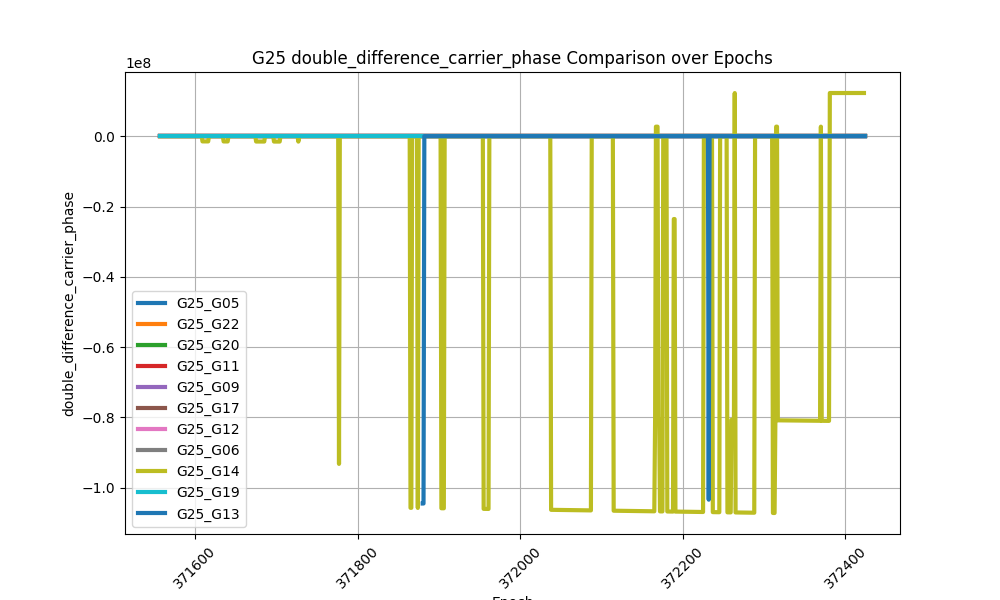 G25 double_difference_carrier_phase Comparison over Epochs
1e8
0.0
−0.2
−0.4
−0.6
−0.8
−1.0
double_difference_carrier_phase
G25_G05
G25_G22
G25_G20
G25_G11
G25_G09
G25_G17
G25_G12
G25_G06
G25_G14
G25_G19
G25_G13
371600
371800
372000
372200
372400
Epoch